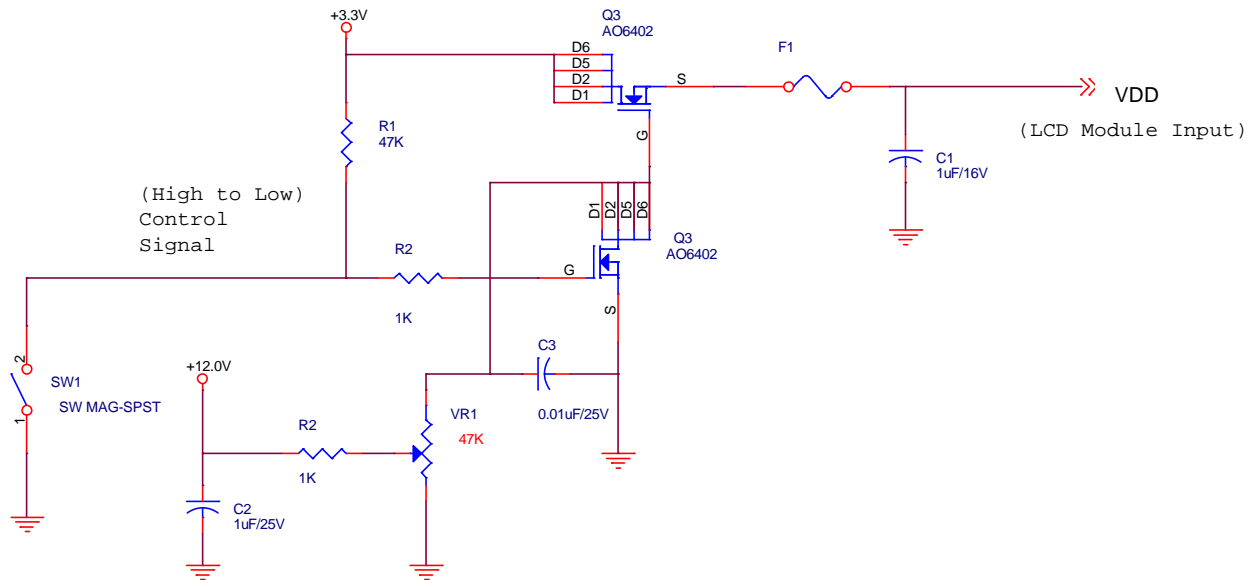 +3.3V
Q3
AO6402
D6
D5
D2
D1
S
G
F1
VDD
(LCD Module Input)
R1
47K
C1
1uF/16V
(High to Low)
Control
Signal
D1
D2
D5
D6
Q3
AO6402
R2
1K
G
S
2
1
SW1
SW MAG-SPST
+12.0V
C3
0.01uF/25V
R2
1K
VR1
47K
C2
1uF/25V